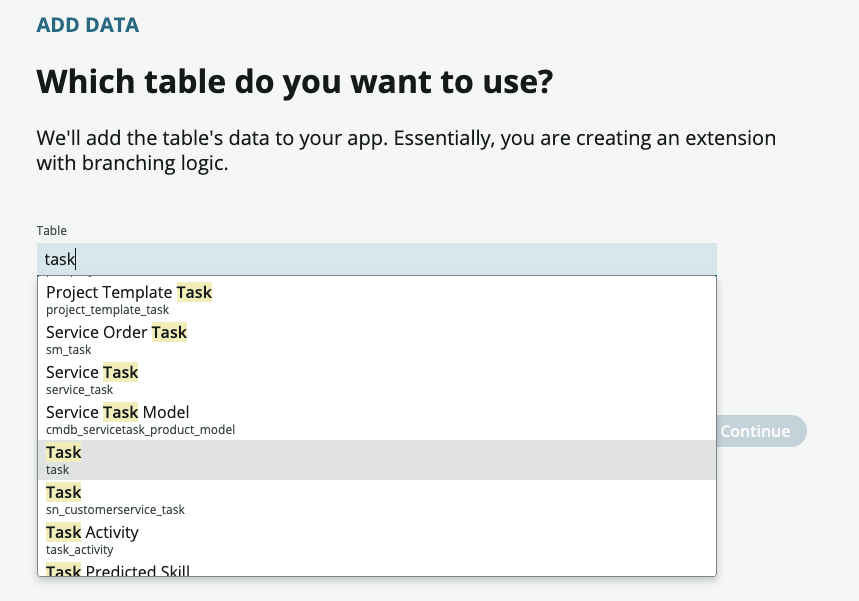 ADD DATA
Which table do you want to use?
We'll add the table's data to your app. Essentially, you are creating an extension
with branching logic.
Table
task
Project Template Task
project_template_task
Service Order Task
sm_task
Service Task
service_task
Service Task Model
cmdb_servicetask_product_model
Continue
Task
task
Task
sn_customerservice_task
Task Activity
task_activity
Task Predicted Skill